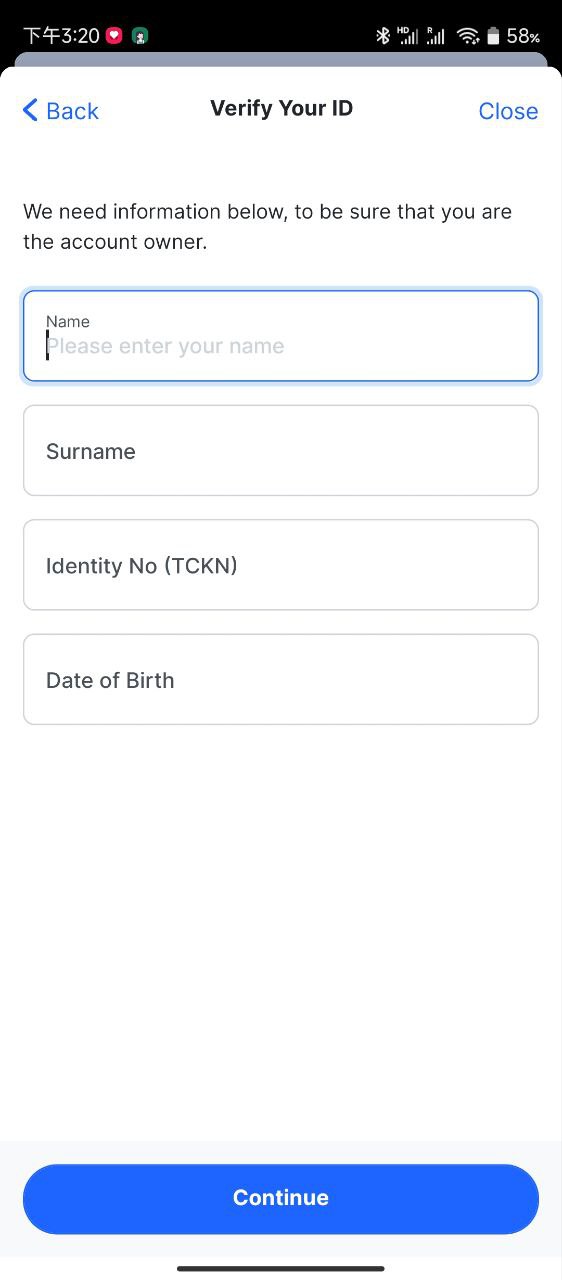 下午3:20
HD R 58%
Back
Verify Your ID
Close
We need information below, to be sure that you are
the account owner.
Name
Please enter your name
Surname
Identity No (TCKN)
Date of Birth
Continue